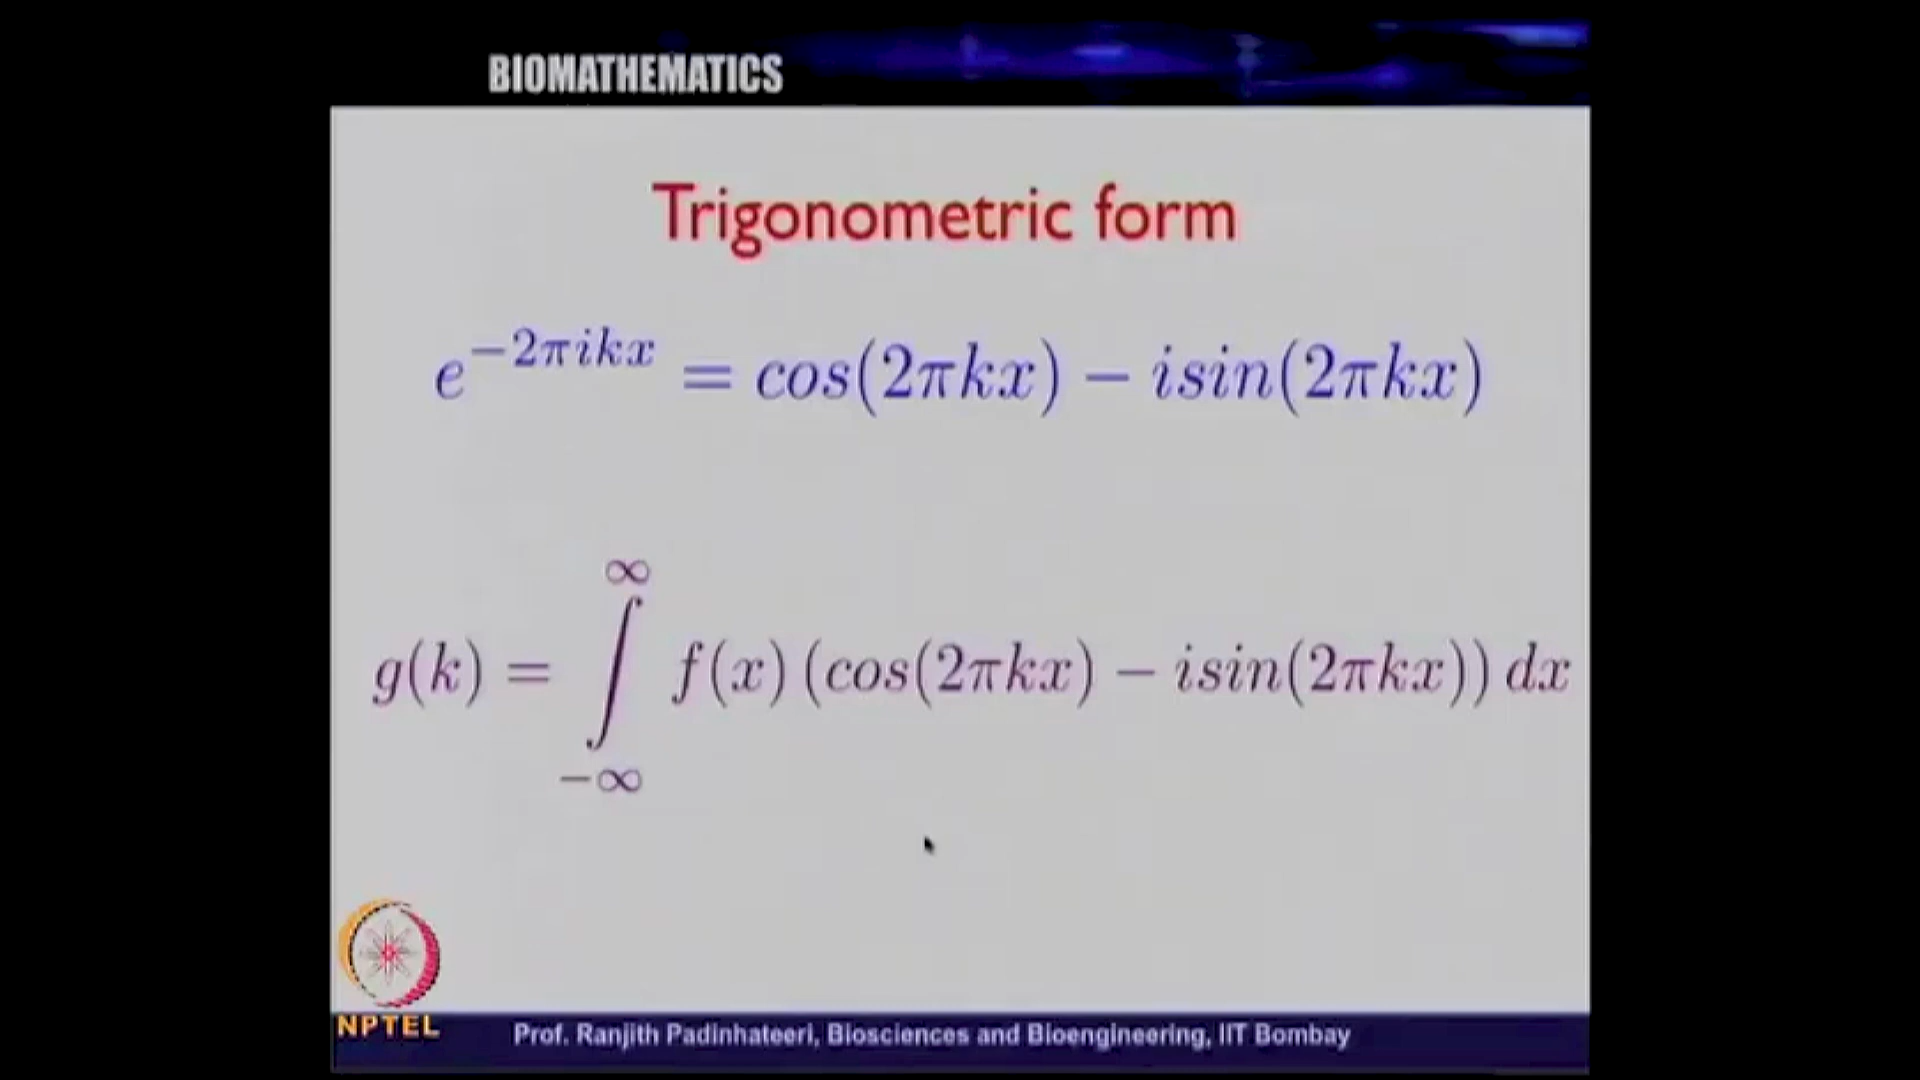 BIOMATHEMATICS
Trigonometric form
e^{-2πikx} = cos(2πkx) − isin(2πkx)
g(k) = ∫_{-∞}^{∞} f(x) (cos(2πkx) − isin(2πkx)) dx
NPTEL
Prof. Ranjith Padinhateeri, Biosciences and Bioengineering, IIT Bombay